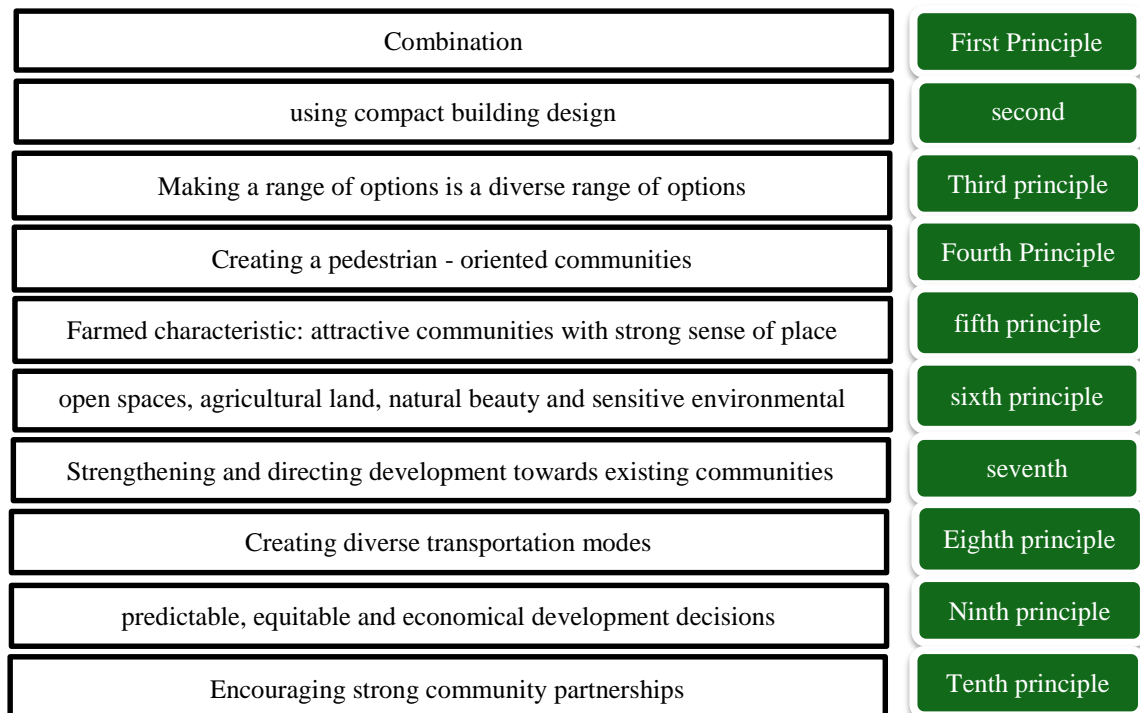 Combination
First Principle
using compact building design
second
Making a range of options is a diverse range of options
Third principle
Creating a pedestrian - oriented communities
Fourth Principle
Farmed characteristic: attractive communities with strong sense of place
fifth principle
open spaces, agricultural land, natural beauty and sensitive environmental
sixth principle
Strengthening and directing development towards existing communities
seventh
Creating diverse transportation modes
Eighth principle
predictable, equitable and economical development decisions
Ninth principle
Encouraging strong community partnerships
Tenth principle